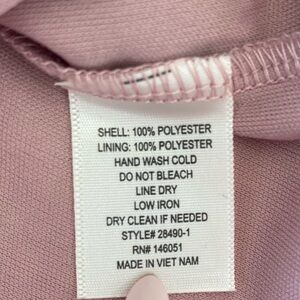 SHELL: 100% POLYESTER
LINING: 100% POLYESTER
HAND WASH COLD
DO NOT BLEACH
LINE DRY
LOW IRON
DRY CLEAN IF NEEDED
STYLE# 28490-1
RN# 146051
MADE IN VIET NAM